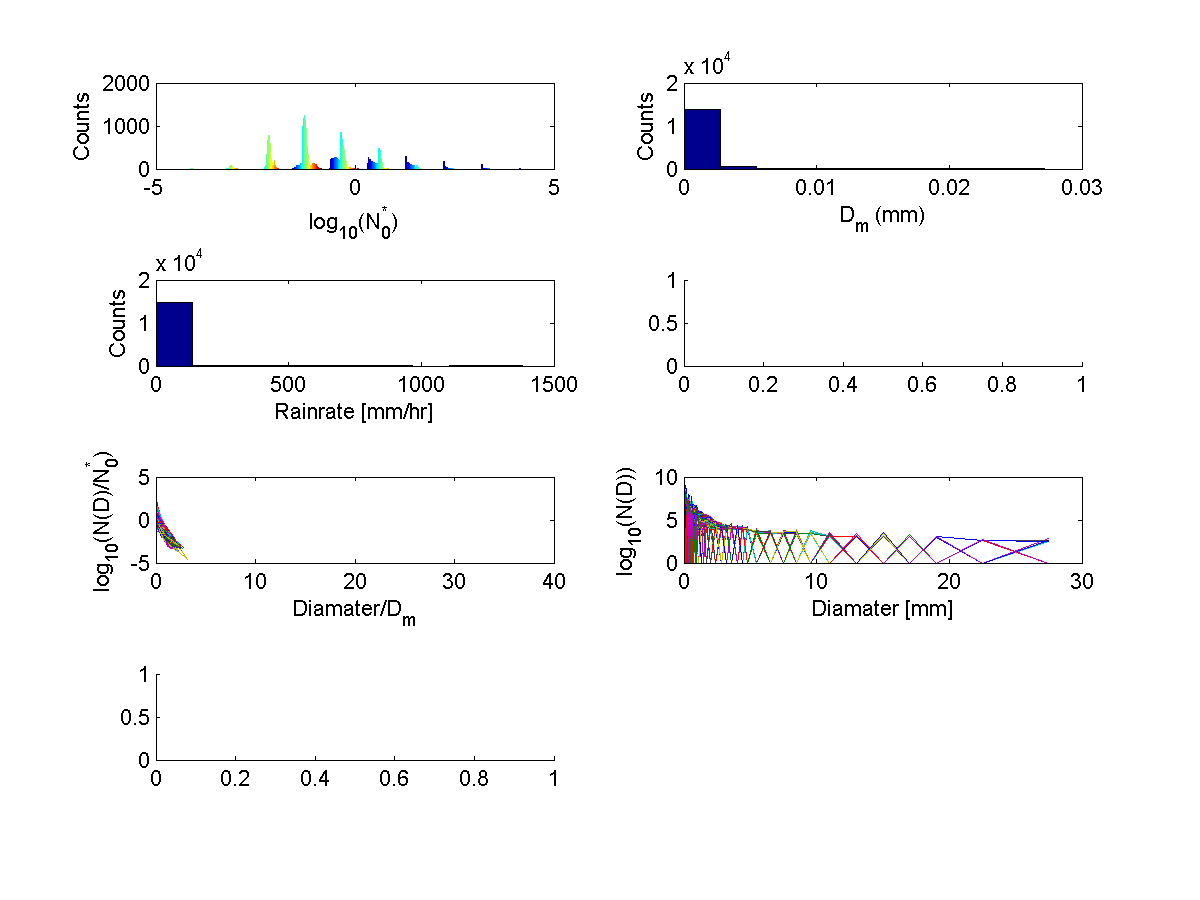 2000
1000
0
-5 0 5
Counts
log10(N0*)
x 10^4
2
1
0
0 0.01 0.02 0.03
Counts
Dm (mm)
x 10^4
2
1
0
0 500 1000 1500
Counts
Rainrate [mm/hr]
1
0.5
0
0 0.2 0.4 0.6 0.8 1
5
0
-5
0 10 20 30 40
log10(N(D)/N0*)
Diamater/Dm
10
5
0
0 10 20 30
log10(N(D))
Diamater [mm]
1
0.5
0
0 0.2 0.4 0.6 0.8 1